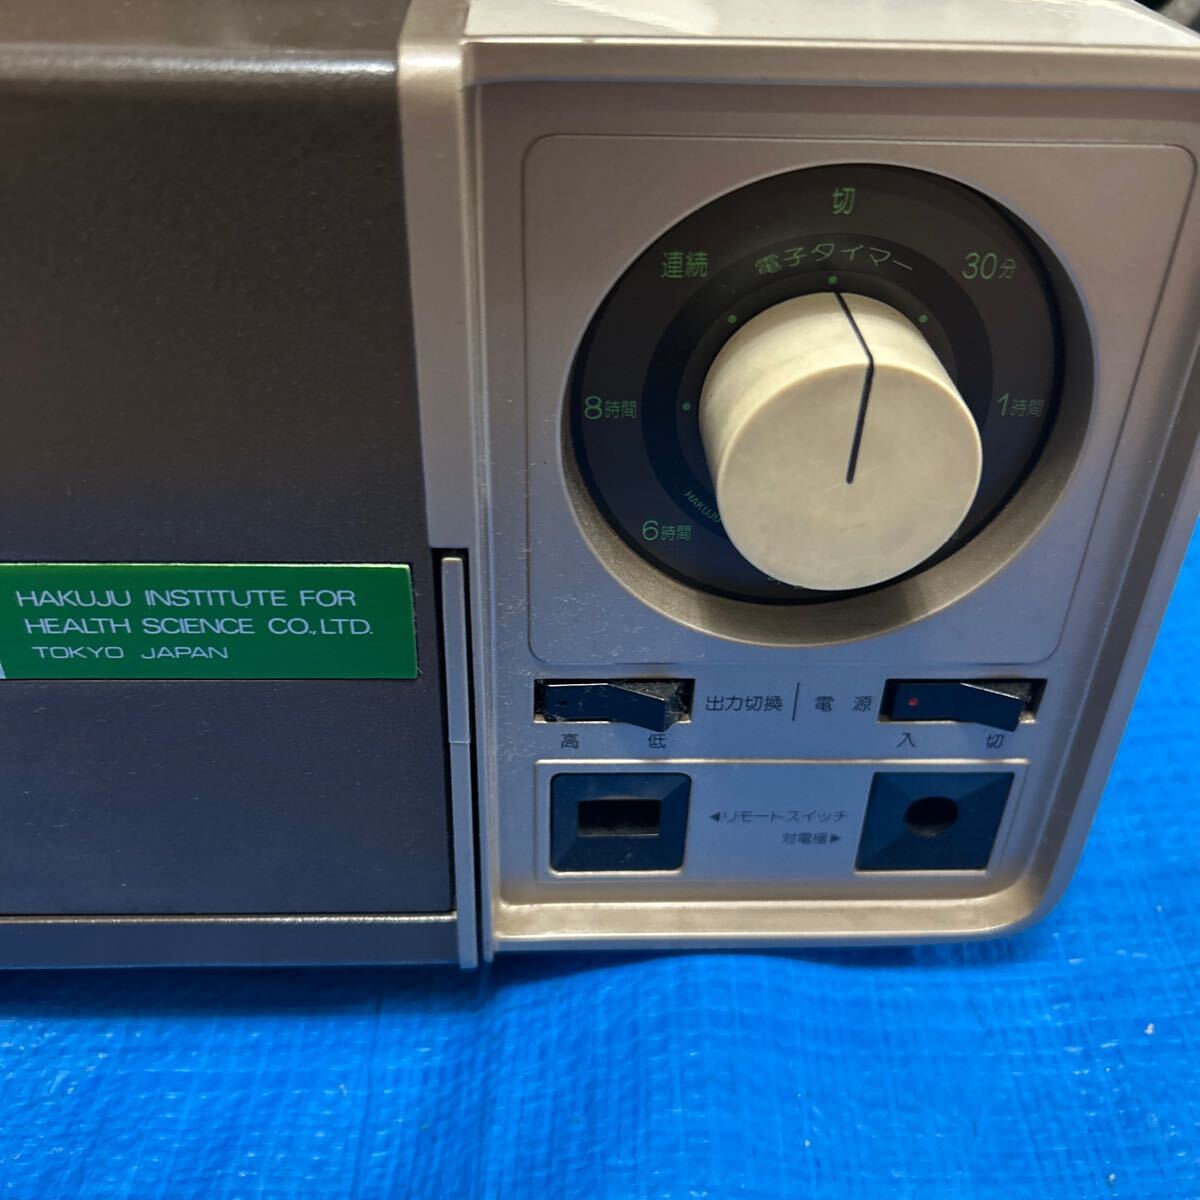 切
連続
電子タイマー
30分
8時間
1時間
HAKUJU
6時間
HAKUJU INSTITUTE FOR
HEALTH SCIENCE CO.,LTD.
TOKYO JAPAN
出力切換
電源
高 低
入 切
◀リモートスイッチ
対電極▶